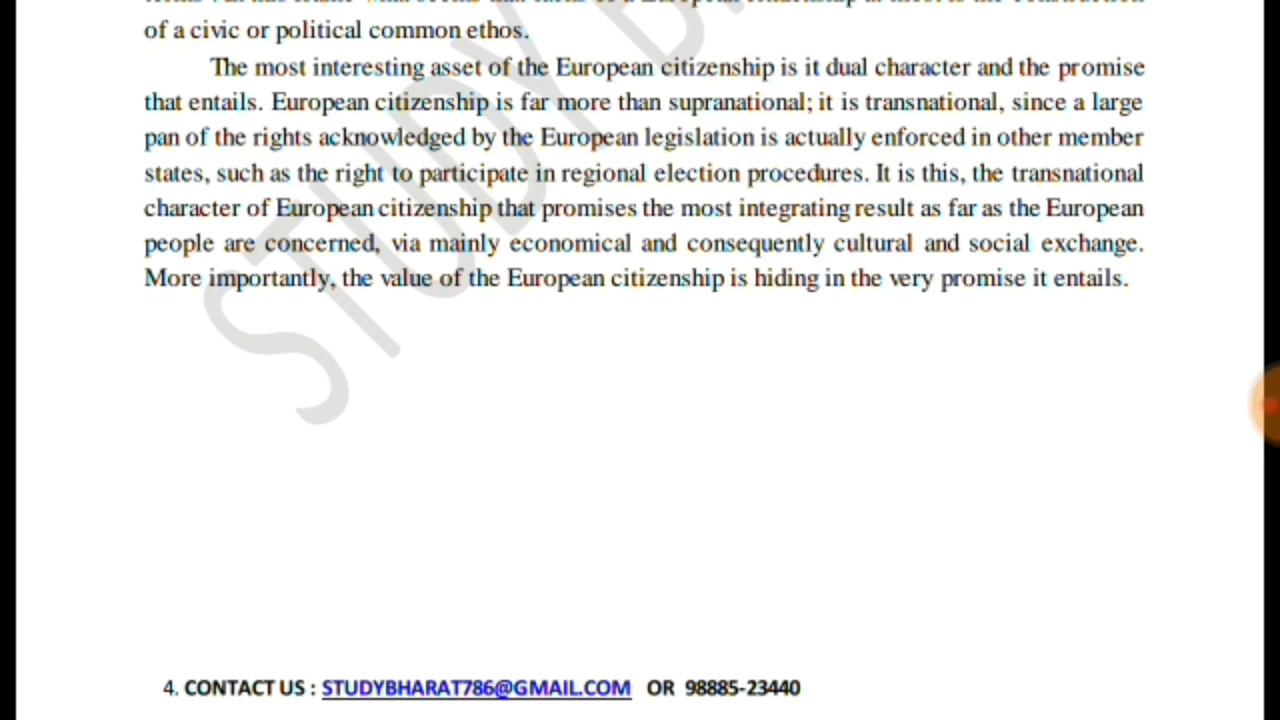 of a civic or political common ethos.
The most interesting asset of the European citizenship is it dual character and the promise
that entails. European citizenship is far more than supranational; it is transnational, since a large
pan of the rights acknowledged by the European legislation is actually enforced in other member
states, such as the right to participate in regional election procedures. It is this, the transnational
character of European citizenship that promises the most integrating result as far as the European
people are concerned, via mainly economical and consequently cultural and social exchange.
More importantly, the value of the European citizenship is hiding in the very promise it entails.
STUDY B
4. CONTACT US : STUDYBHARAT786@GMAIL.COM OR 98885-23440